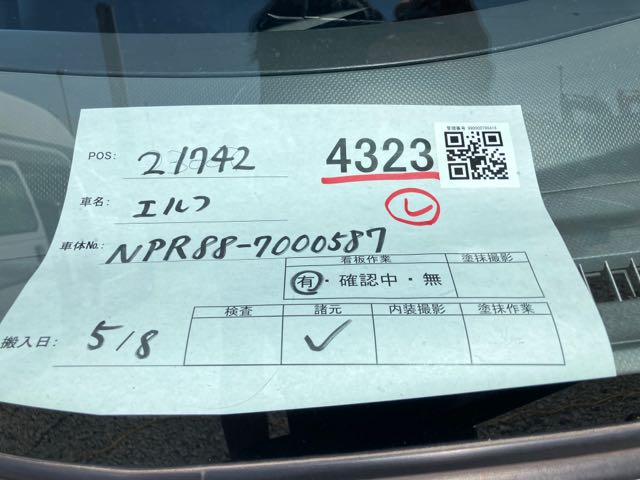 POS: 21742 4323
車名: エルフ レ
車体No.: NPR88-7000587
看板作業 塗抹撮影
有・確認中・無
検査 諸元 内装撮影 塗抹作業
搬入日: 5/8 ✓